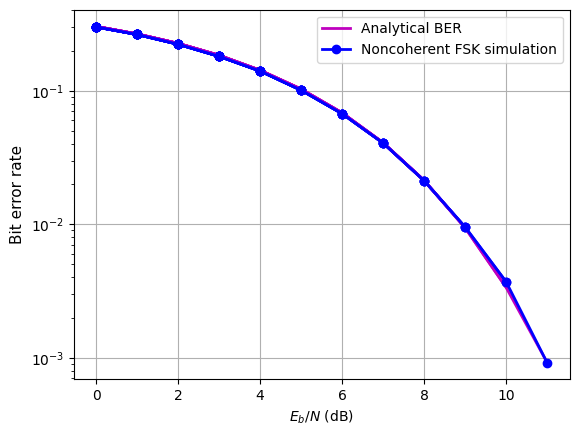 Analytical BER
Noncoherent FSK simulation
Bit error rate
10⁻¹
10⁻²
10⁻³
0 2 4 6 8 10
E_b/N (dB)